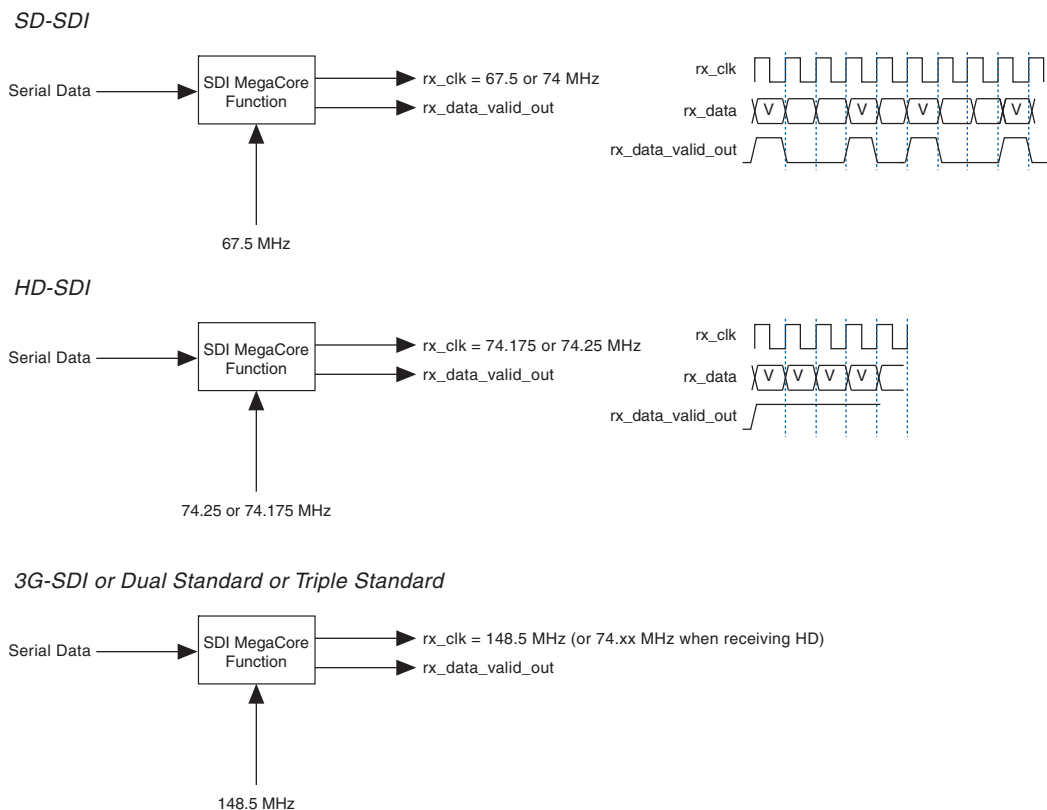 SD-SDI
Serial Data
SDI MegaCore
Function
rx_clk = 67.5 or 74 MHz
rx_data_valid_out
67.5 MHz
rx_clk
rx_data
V V V V
rx_data_valid_out
HD-SDI
Serial Data
SDI MegaCore
Function
rx_clk = 74.175 or 74.25 MHz
rx_data_valid_out
74.25 or 74.175 MHz
rx_clk
rx_data
V V V V
rx_data_valid_out
3G-SDI or Dual Standard or Triple Standard
Serial Data
SDI MegaCore
Function
rx_clk = 148.5 MHz (or 74.xx MHz when receiving HD)
rx_data_valid_out
148.5 MHz